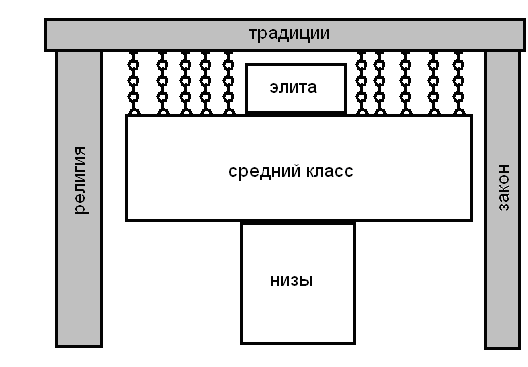 традиции
элита
средний класс
религия
закон
низы